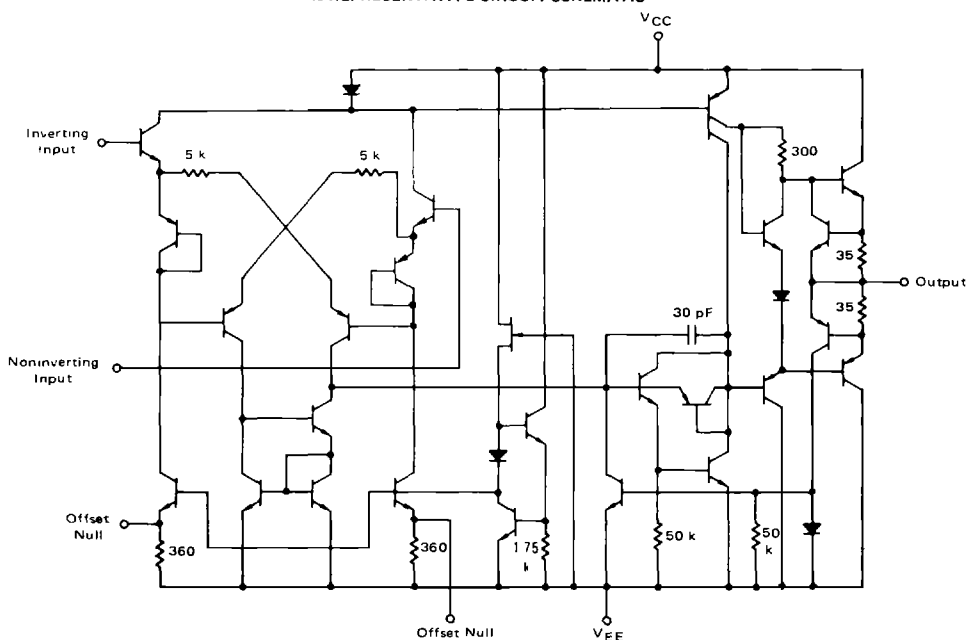 VCC
Inverting
Input
5 k
5 k
300
35
Output
35
30 pF
Noninverting
Input
Offset
Null
360
360
1.75
k
50 k
50
k
Offset Null
VEE